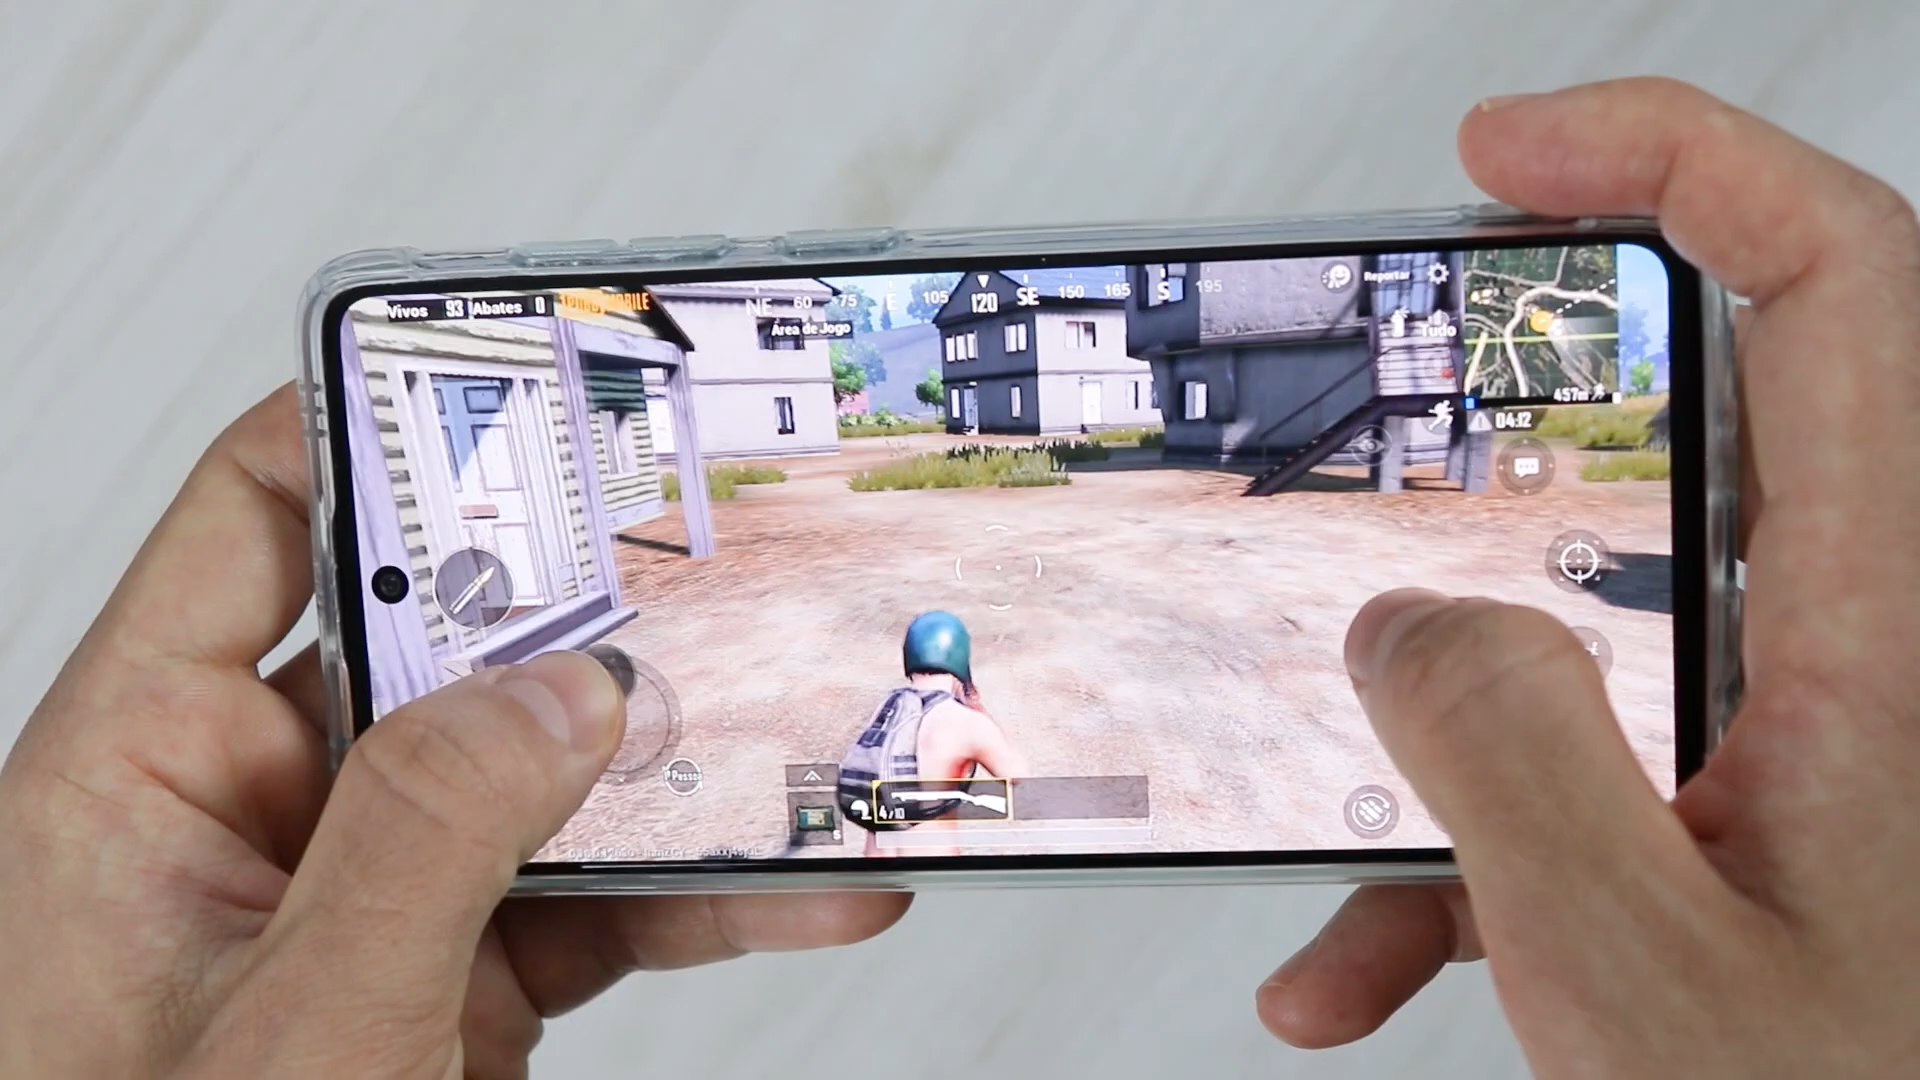 Vivos 93 Abates 0
NE 60 75 E 105 120 SE 150 165 S 195
Reportar
Área de Jogo
Tudo
457m
04:12
Pessoa
4/10